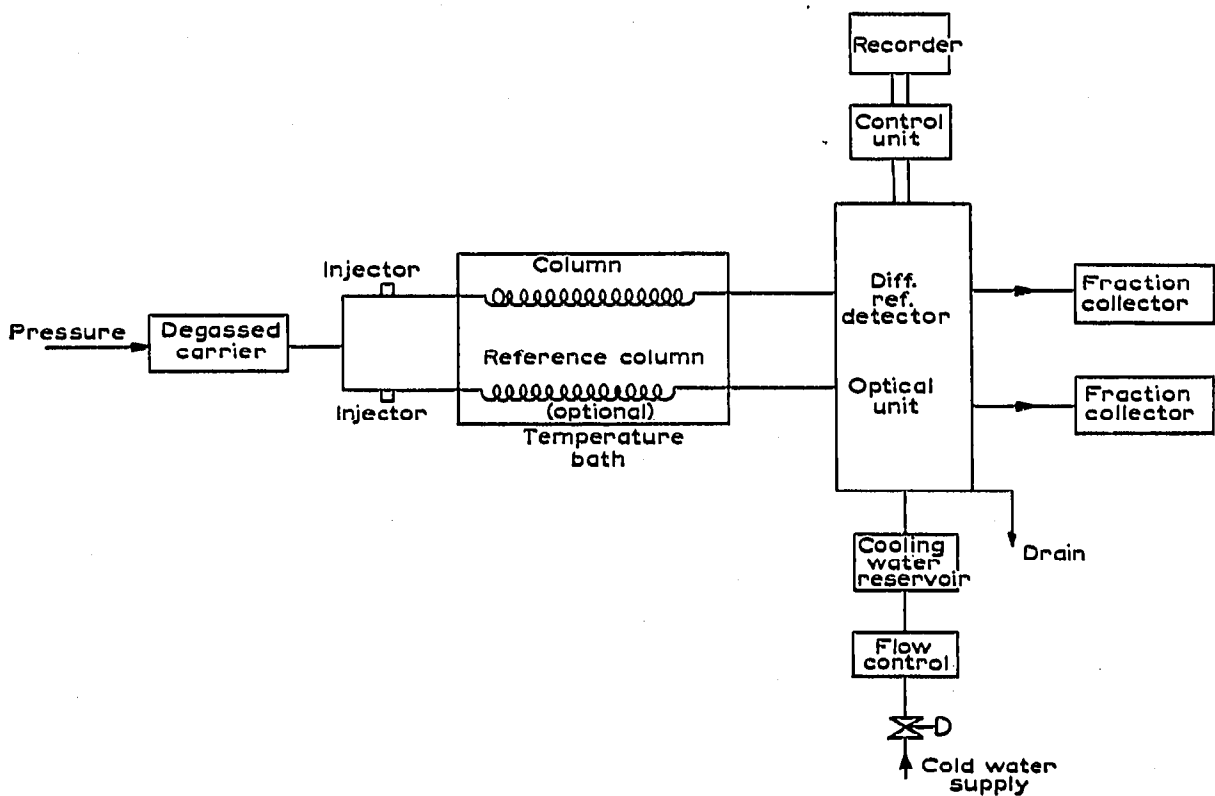 Recorder
Control
unit
Injector
Column
Diff.
ref.
detector
Fraction
collector
Pressure
Degassed
carrier
Reference column
Optical
unit
Fraction
collector
Injector
(optional)
Temperature
bath
Cooling
water
reservoir
Drain
Flow
control
Cold water
supply